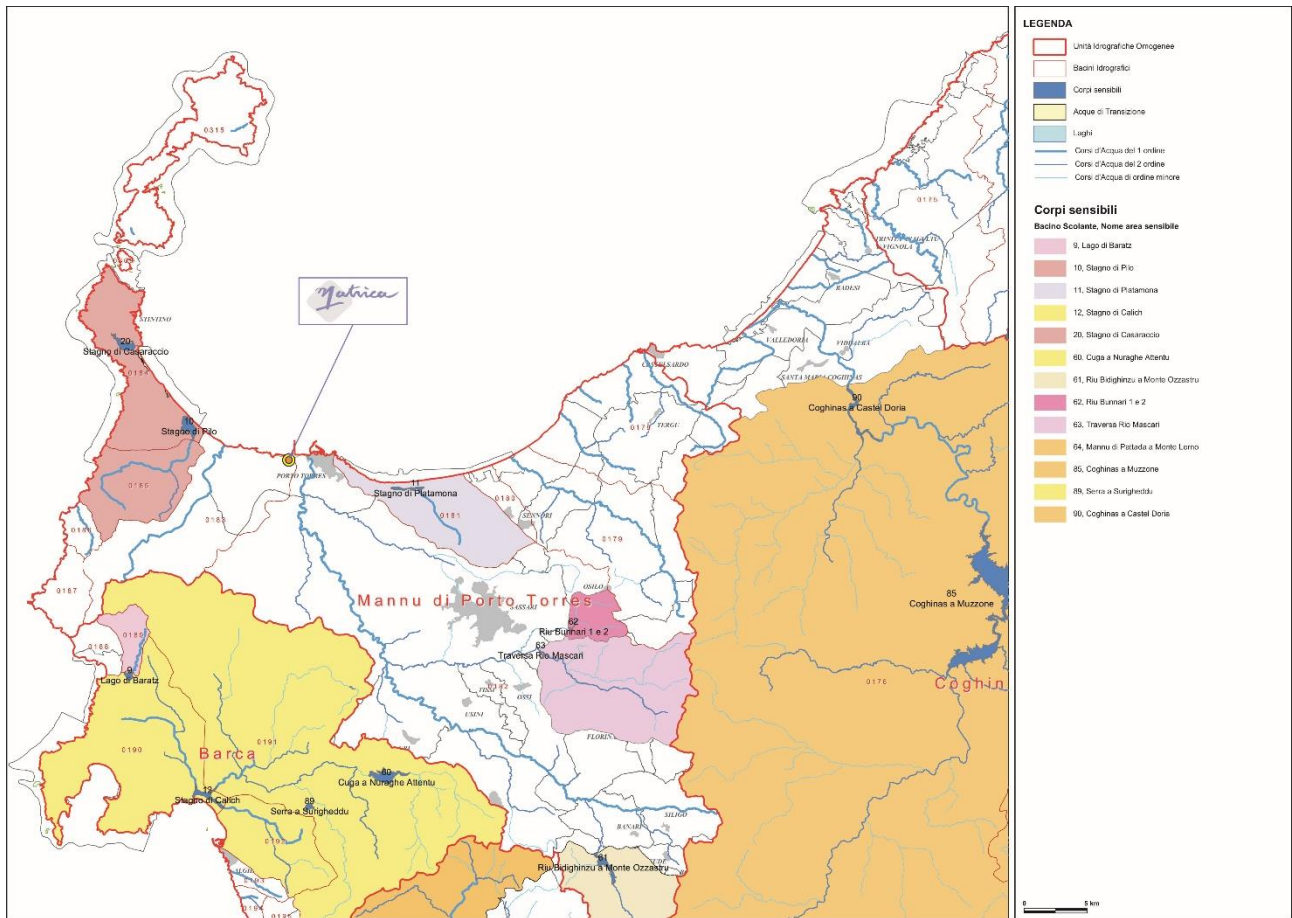 0315
STINTINO
20
Stagno di Casaraccio
0184
10
Stagno di Pilo
0185
0183
0187
0188
0189
9
Lago di Baratz
0190
0191
Barca
12
Stagno di Calich
89
Serra a Surigheddu
60
Cuga a Nuraghe Attentu
Matrica
PORTO TORRES
11
Stagno di Platamona
0181
0180
SENNORI
0179
0178
TERGU
CASTELSARDO
VALLEDORIA
VIDDALBA
SANTA MARIA COGHINAS
BADESI
TRINITA' D'AGULTU
E VIGNOLA
0175
90
Coghinas a Castel Doria
85
Coghinas a Muzzone
0176
Coghin
Mannu di Porto Torres
SASSARI
OSILO
62
Riu Bunnari 1 e 2
63
Traversa Rio Mascari
0182
OSSI
USINI
FLORINA
BANARI
SILIGO
61
Riu Bidighinzu a Monte Ozzastru
LEGENDA
Unità Idrografiche Omogenee
Bacini Idrografici
Corpi sensibili
Acque di Transizione
Laghi
Corsi d'Acqua del 1 ordine
Corsi d'Acqua del 2 ordine
Corsi d'Acqua di ordine minore
Corpi sensibili
Bacino Scolante, Nome area sensibile
9, Lago di Baratz
10, Stagno di Pilo
11, Stagno di Platamona
12, Stagno di Calich
20, Stagno di Casaraccio
60, Cuga a Nuraghe Attentu
61, Riu Bidighinzu a Monte Ozzastru
62, Riu Bunnari 1 e 2
63, Traversa Rio Mascari
64, Mannu di Pattada a Monte Lerno
85, Coghinas a Muzzone
89, Serra a Surigheddu
90, Coghinas a Castel Doria
0 5 km